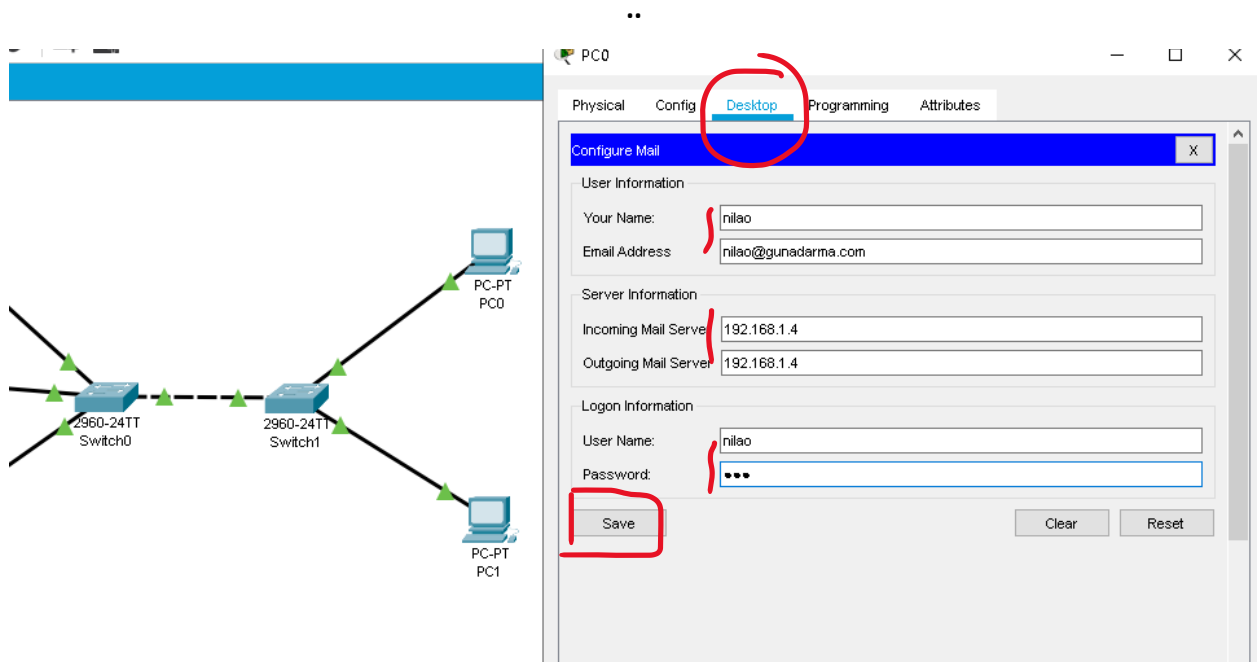 ..
PC0
Physical Config Desktop Programming Attributes
Configure Mail X
User Information
Your Name: nilao
Email Address nilao@gunadarma.com
Server Information
Incoming Mail Server 192.168.1.4
Outgoing Mail Server 192.168.1.4
Logon Information
User Name: nilao
Password: •••
Save Clear Reset
PC-PT
PC0
2960-24TT
Switch0
2960-24TT
Switch1
PC-PT
PC1